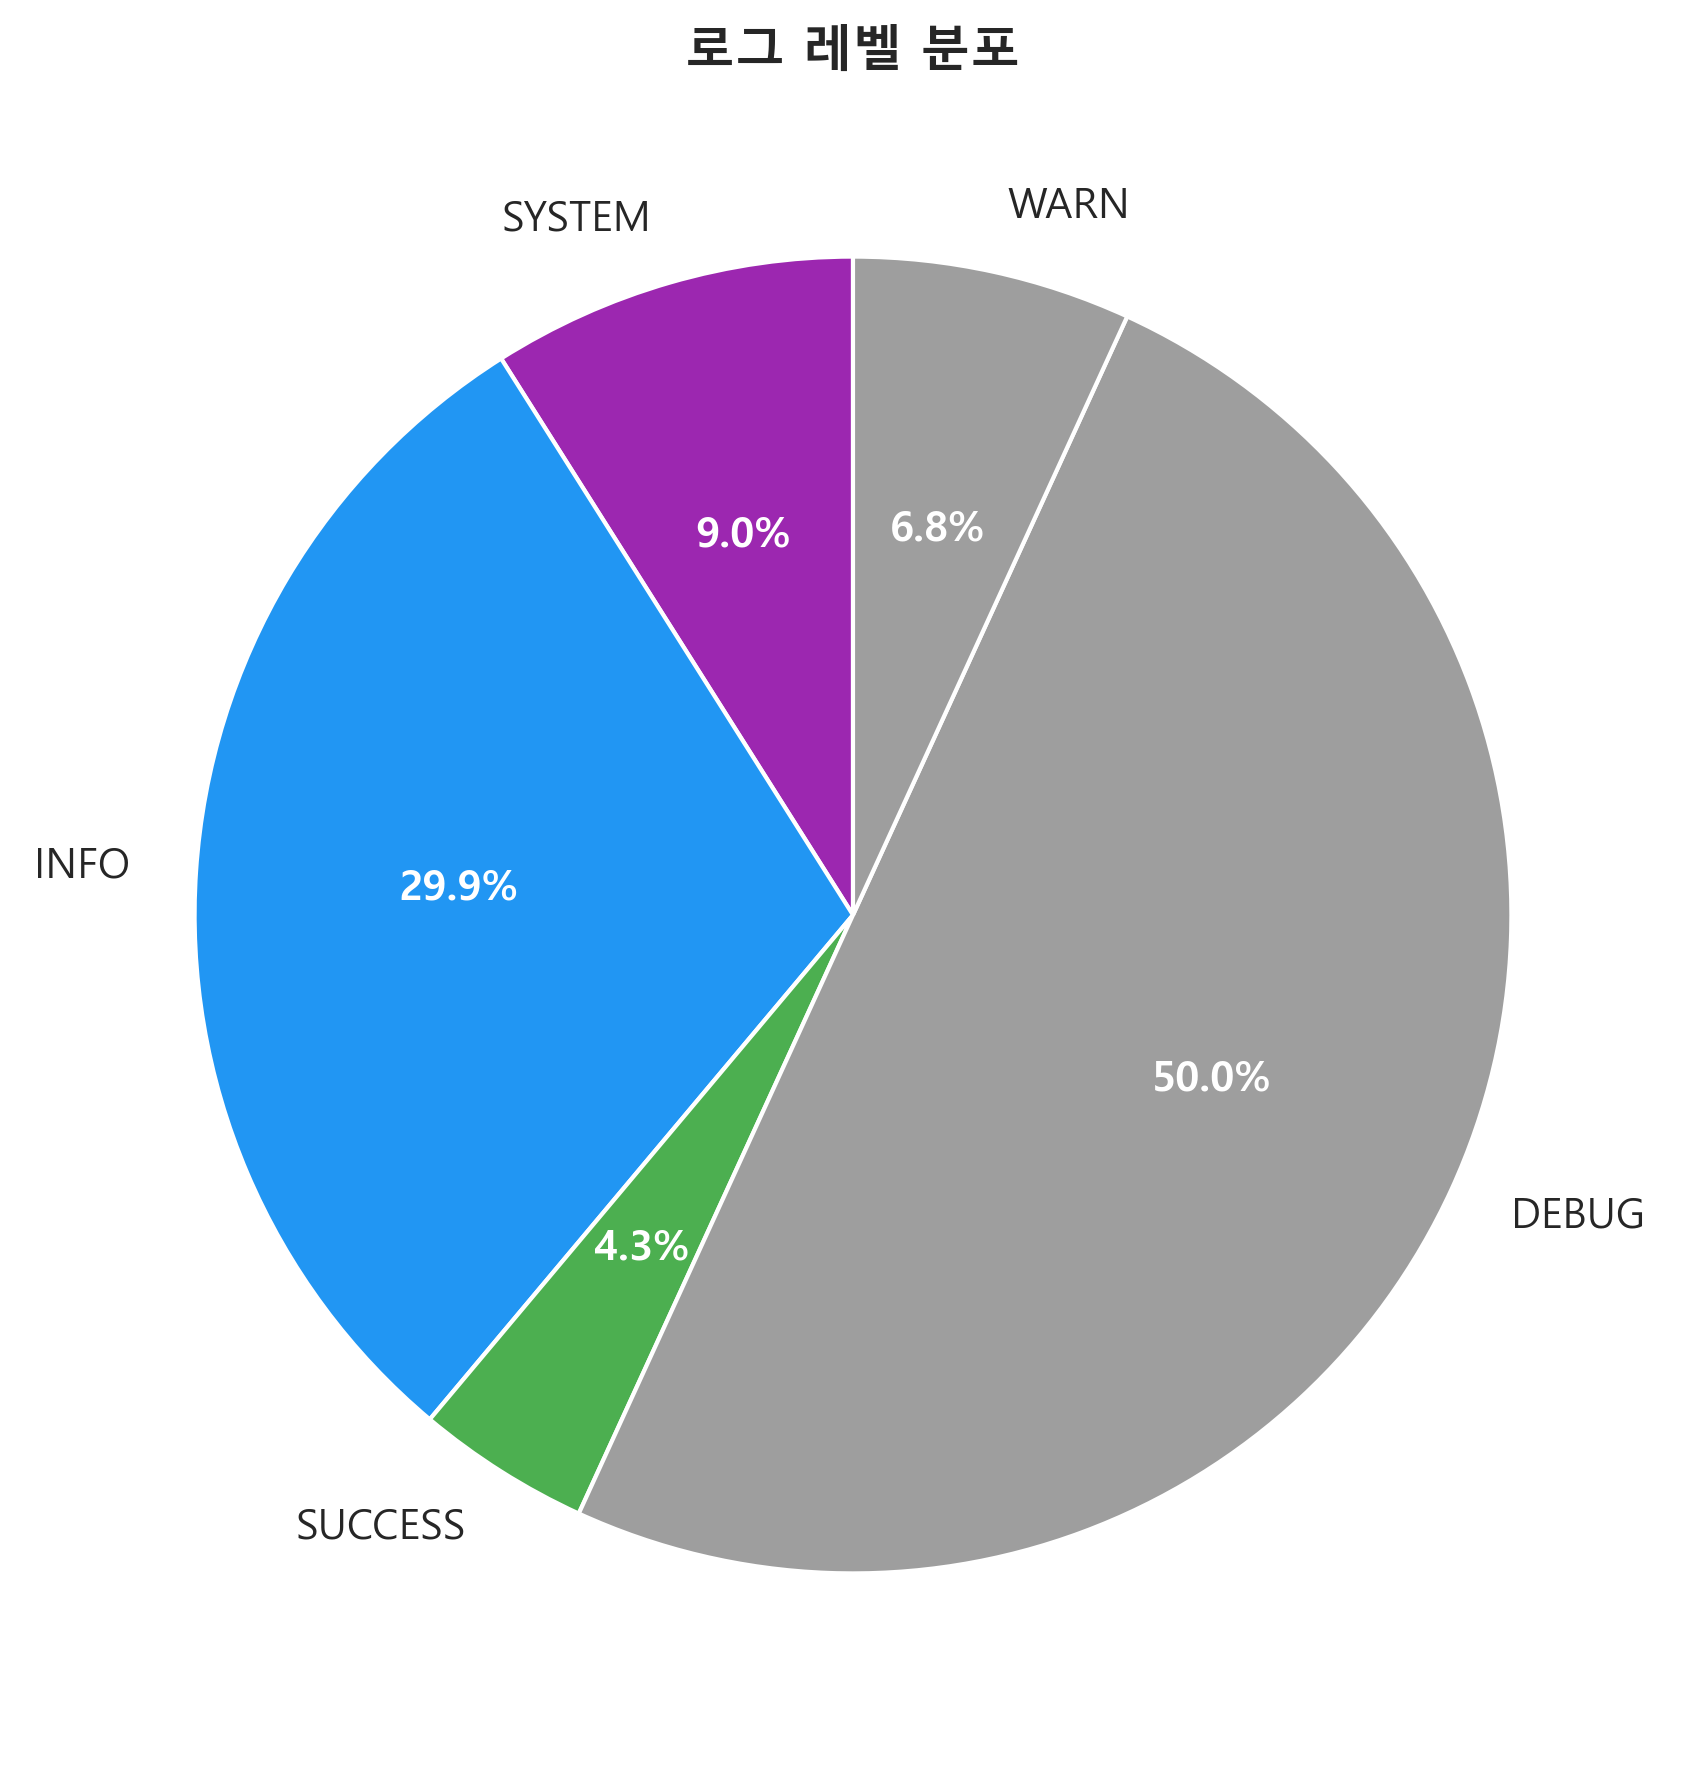 로그 레벨 분포
WARN
SYSTEM
6.8%
9.0%
INFO
29.9%
50.0%
DEBUG
4.3%
SUCCESS